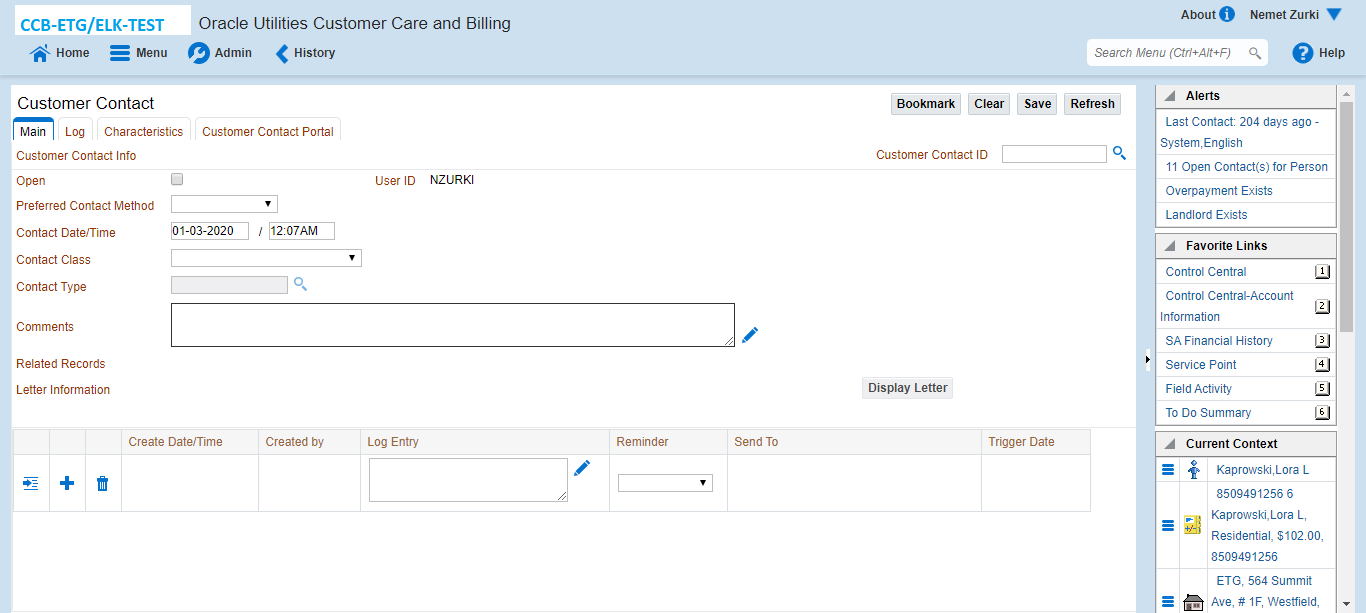 CCB-ETG/ELK-TEST
Oracle Utilities Customer Care and Billing
About
Nemet Zurki
Home
Menu
Admin
History
Search Menu (Ctrl+Alt+F)
Help
Customer Contact
Bookmark
Clear
Save
Refresh
Main
Log
Characteristics
Customer Contact Portal
Customer Contact Info
Customer Contact ID
Open
User ID
NZURKI
Preferred Contact Method
Contact Date/Time
01-03-2020
/
12:07AM
Contact Class
Contact Type
Comments
Related Records
Letter Information
Display Letter
Create Date/Time
Created by
Log Entry
Reminder
Send To
Trigger Date
Alerts
Last Contact: 204 days ago -
System,English
11 Open Contact(s) for Person
Overpayment Exists
Landlord Exists
Favorite Links
Control Central
1
Control Central-Account
Information
2
SA Financial History
3
Service Point
4
Field Activity
5
To Do Summary
6
Current Context
Kaprowski,Lora L
8509491256 6
Kaprowski,Lora L,
Residential, $102.00,
8509491256
ETG, 564 Summit
Ave, # 1F, Westfield,